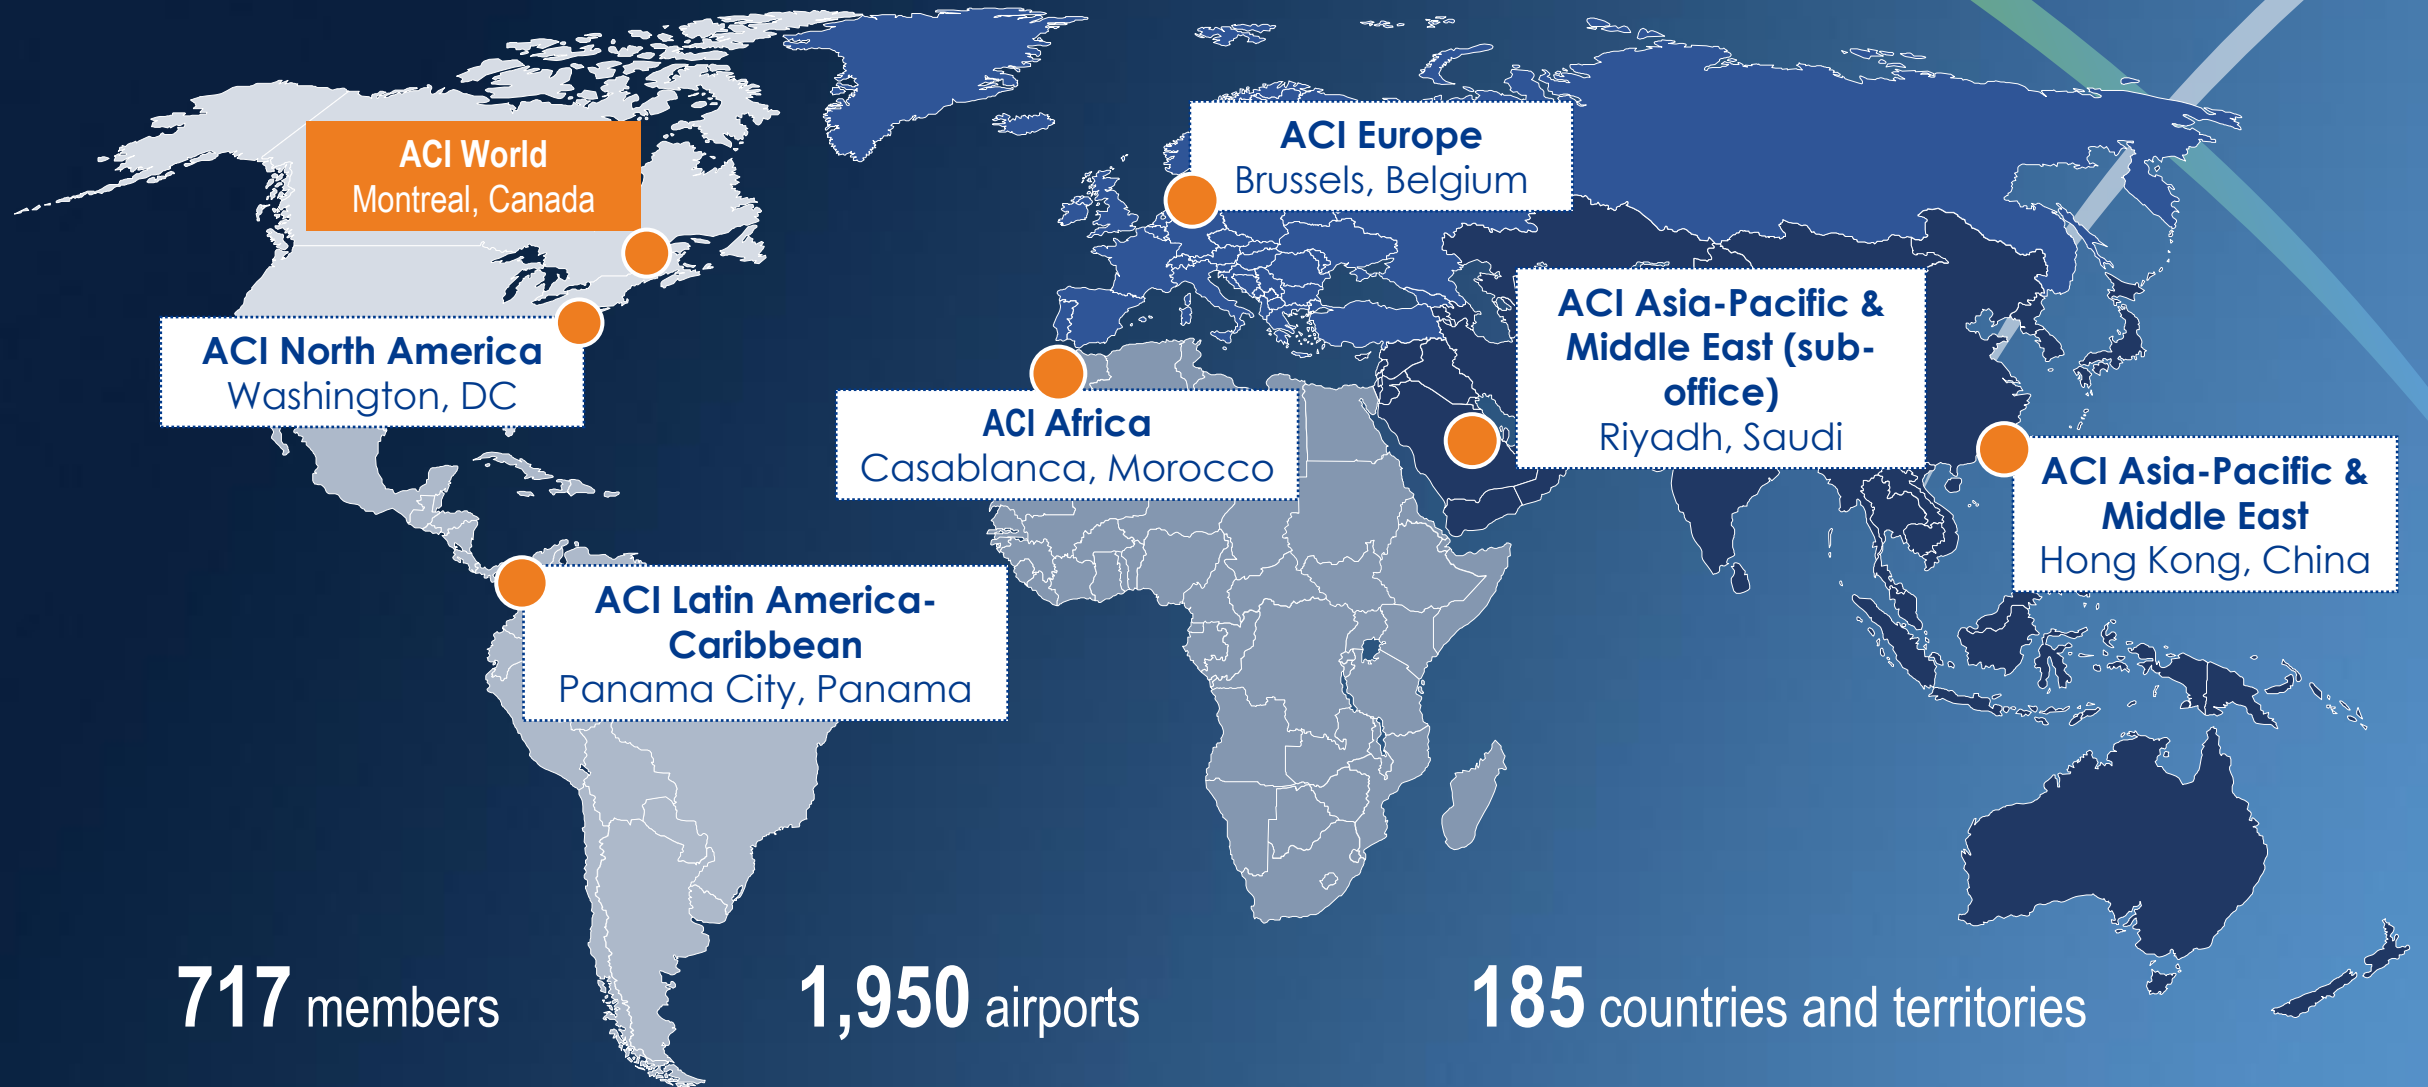 ACI World
Montreal, Canada
ACI Europe
Brussels, Belgium
ACI North America
Washington, DC
ACI Africa
Casablanca, Morocco
ACI Asia-Pacific &
Middle East (sub-
office)
Riyadh, Saudi
ACI Asia-Pacific &
Middle East
Hong Kong, China
ACI Latin America-
Caribbean
Panama City, Panama
717 members
1,950 airports
185 countries and territories